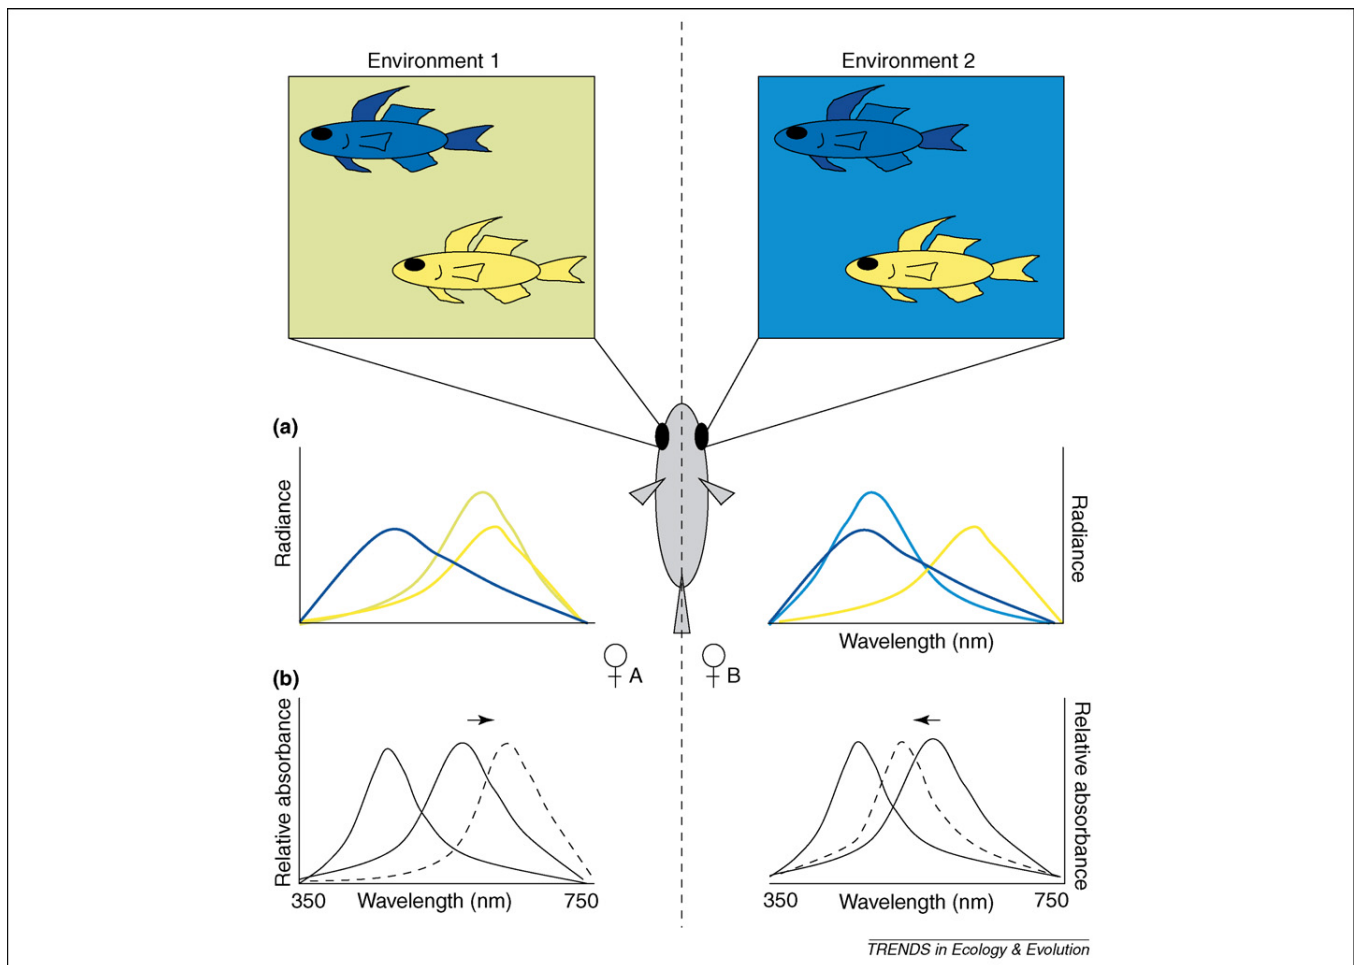 Environment 1
Environment 2
(a)
Radiance
Radiance
Wavelength (nm)
♀ A
♀ B
(b)
Relative absorbance
Relative absorbance
350 Wavelength (nm) 750
350 Wavelength (nm) 750
TRENDS in Ecology & Evolution